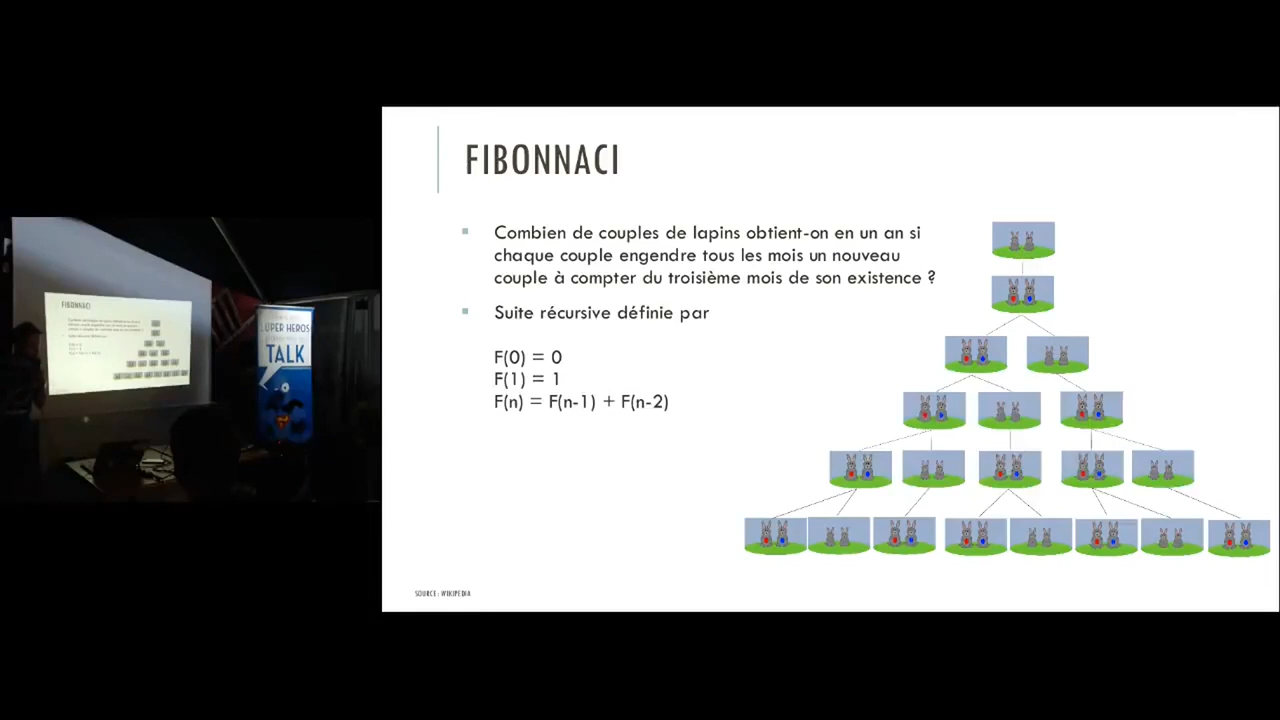 FIBONNACI
Combien de couples de lapins obtient-on en un an si
chaque couple engendre tous les mois un nouveau
couple à compter du troisième mois de son existence ?
Suite récursive définie par
F(0) = 0
F(1) = 1
F(n) = F(n-1) + F(n-2)
SOURCE: WIKIPEDIA
FIBONNACI
SUPER HEROS
TALK